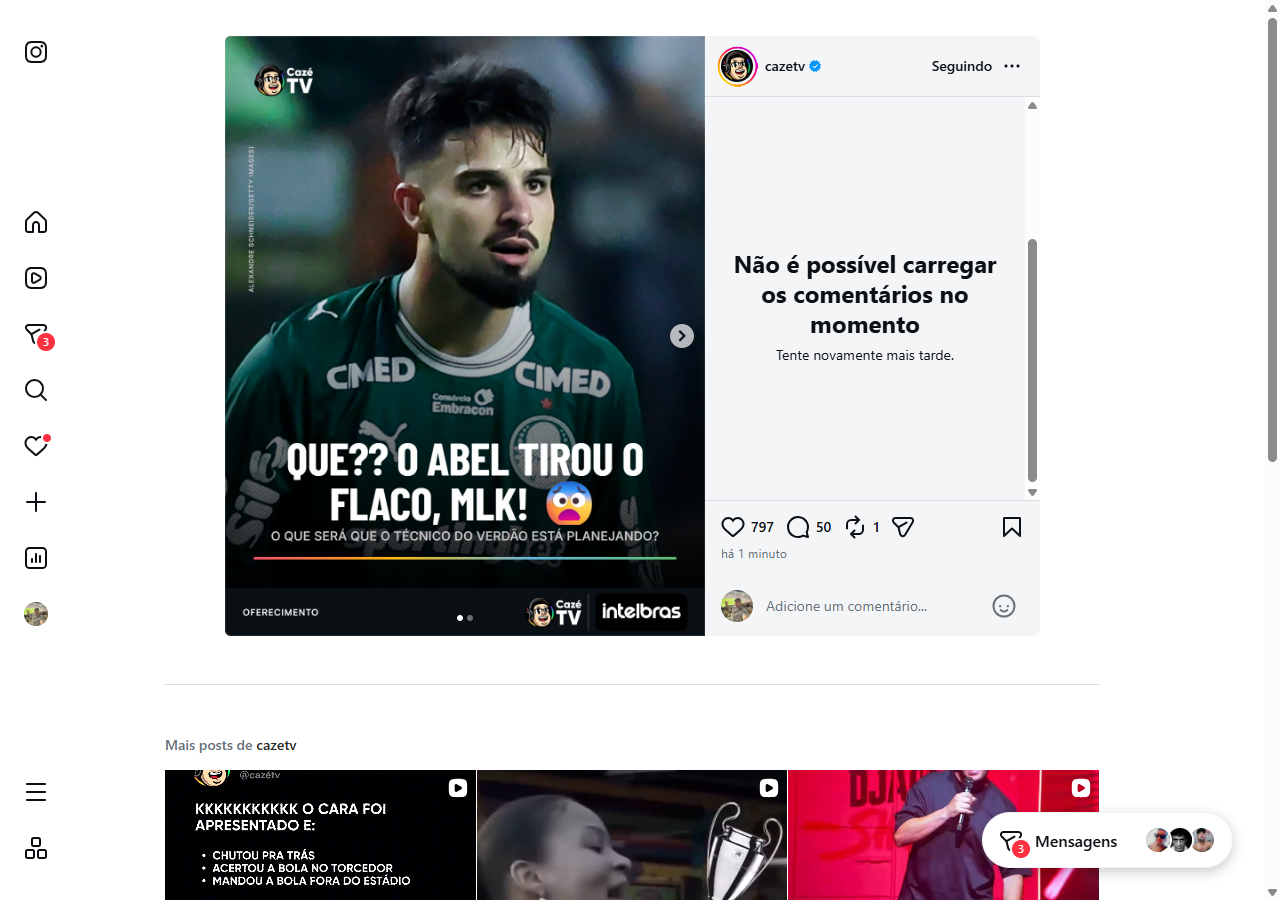 Cazé
TV
ALEXANDRE SCHNEIDER/GETTY IMAGES)
CIMED
CIMED
Consórcio
Embracon
QUE?? O ABEL TIROU O
FLACO, MLK! 😨
O QUE SERÁ QUE O TÉCNICO DO VERDÃO ESTÁ PLANEJANDO?
OFERECIMENTO
Cazé
TV
intelbras
cazetv
Seguindo
Não é possível carregar
os comentários no
momento
Tente novamente mais tarde.
797
50
1
há 1 minuto
Adicione um comentário...
3
Mais posts de cazetv
@cazétv
KKKKKKKKKKK O CARA FOI
APRESENTADO E:
• CHUTOU PRA TRÁS
• ACERTOU A BOLA NO TORCEDOR
• MANDOU A BOLA FORA DO ESTÁDIO
3
Mensagens